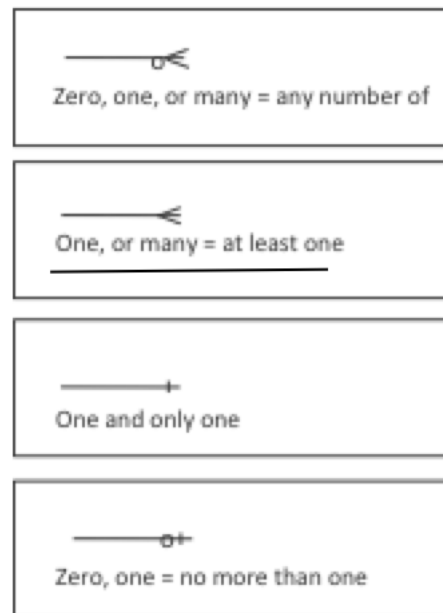 Zero, one, or many = any number of
One, or many = at least one
One and only one
Zero, one = no more than one